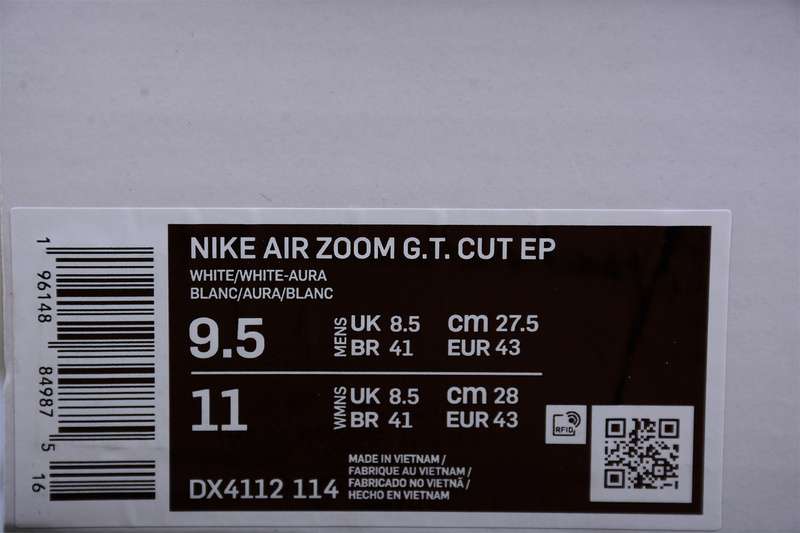 NIKE AIR ZOOM G.T. CUT EP
WHITE/WHITE-AURA
BLANC/AURA/BLANC
9.5 MENS UK 8.5 cm 27.5
BR 41 EUR 43
11 WMNS UK 8.5 cm 28
BR 41 EUR 43
RFID
DX4112 114
MADE IN VIETNAM /
FABRIQUE AU VIETNAM /
FABRICADO NO VIETNÃ /
HECHO EN VIETNAM
1 96148 84987 5 16